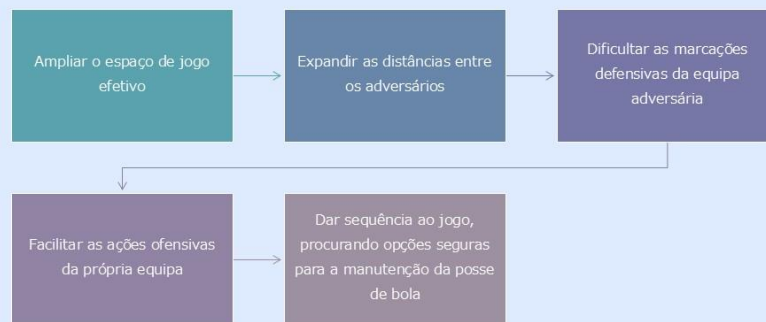 Ampliar o espaço de jogo
efetivo
Expandir as distâncias entre
os adversários
Dificultar as marcações
defensivas da equipa
adversária
Facilitar as ações ofensivas
da própria equipa
Dar sequência ao jogo,
procurando opções seguras
para a manutenção da posse
de bola